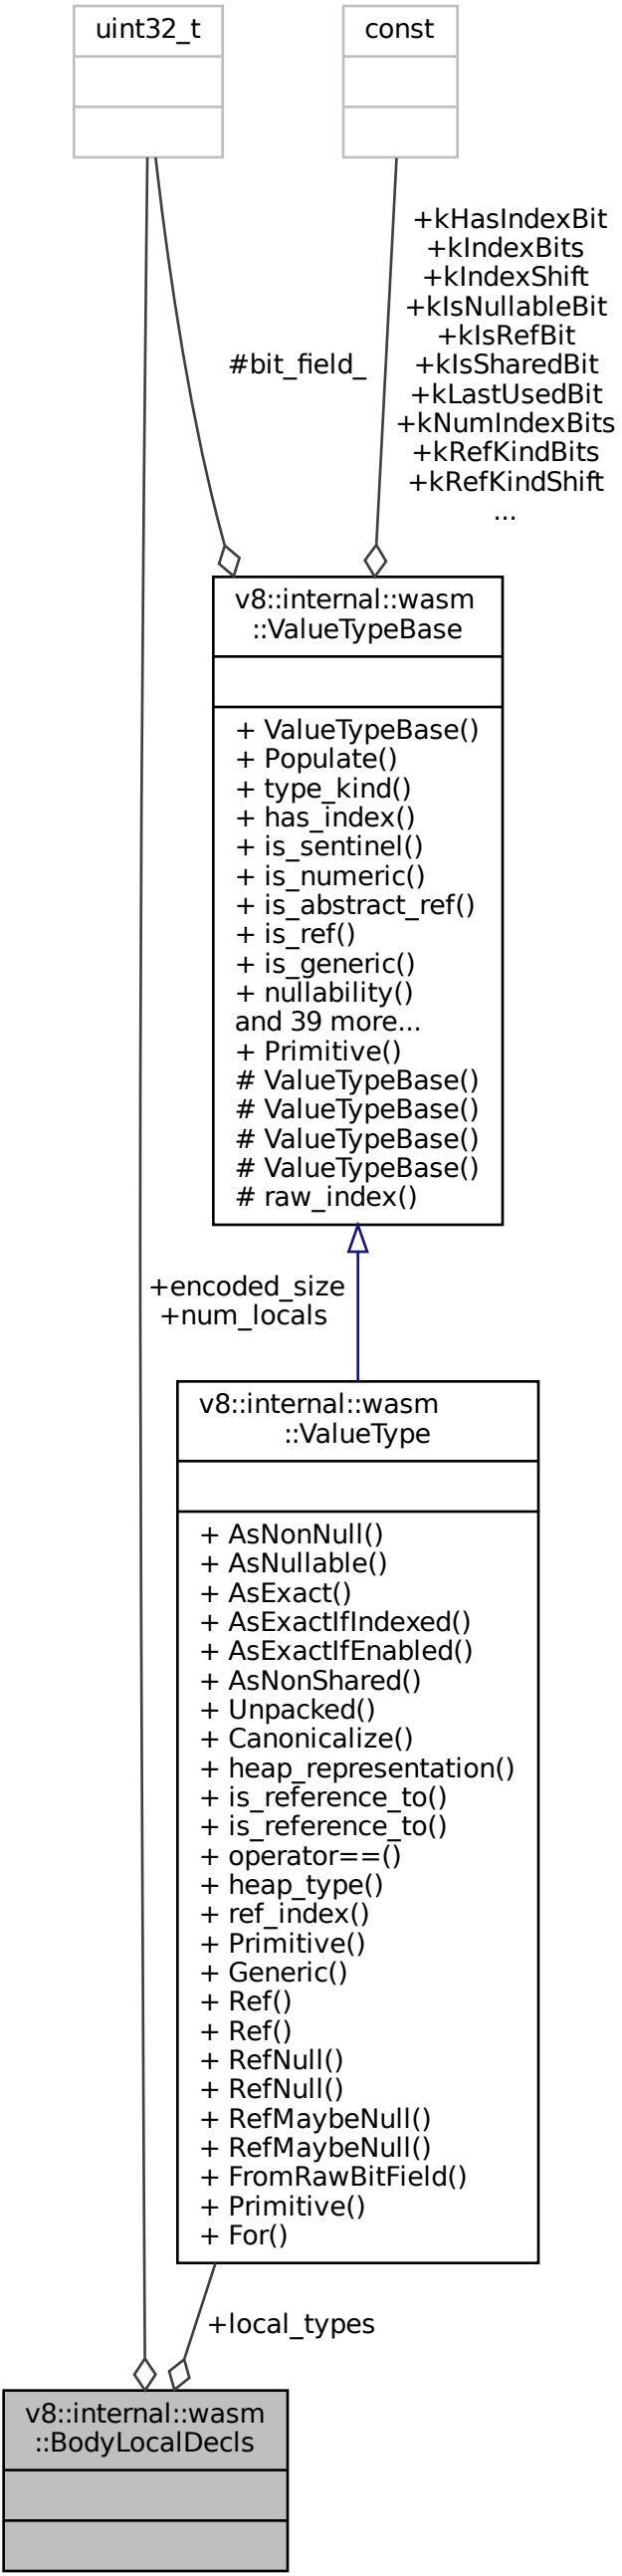 uint32_t
const
+kHasIndexBit
+kIndexBits
+kIndexShift
+kIsNullableBit
+kIsRefBit
+kIsSharedBit
+kLastUsedBit
+kNumIndexBits
+kRefKindBits
+kRefKindShift
...
#bit_field_
v8::internal::wasm
::ValueTypeBase
+ ValueTypeBase()
+ Populate()
+ type_kind()
+ has_index()
+ is_sentinel()
+ is_numeric()
+ is_abstract_ref()
+ is_ref()
+ is_generic()
+ nullability()
and 39 more...
+ Primitive()
# ValueTypeBase()
# ValueTypeBase()
# ValueTypeBase()
# ValueTypeBase()
# raw_index()
+encoded_size
+num_locals
v8::internal::wasm
::ValueType
+ AsNonNull()
+ AsNullable()
+ AsExact()
+ AsExactIfIndexed()
+ AsExactIfEnabled()
+ AsNonShared()
+ Unpacked()
+ Canonicalize()
+ heap_representation()
+ is_reference_to()
+ is_reference_to()
+ operator==()
+ heap_type()
+ ref_index()
+ Primitive()
+ Generic()
+ Ref()
+ Ref()
+ RefNull()
+ RefNull()
+ RefMaybeNull()
+ RefMaybeNull()
+ FromRawBitField()
+ Primitive()
+ For()
+local_types
v8::internal::wasm
::BodyLocalDecls